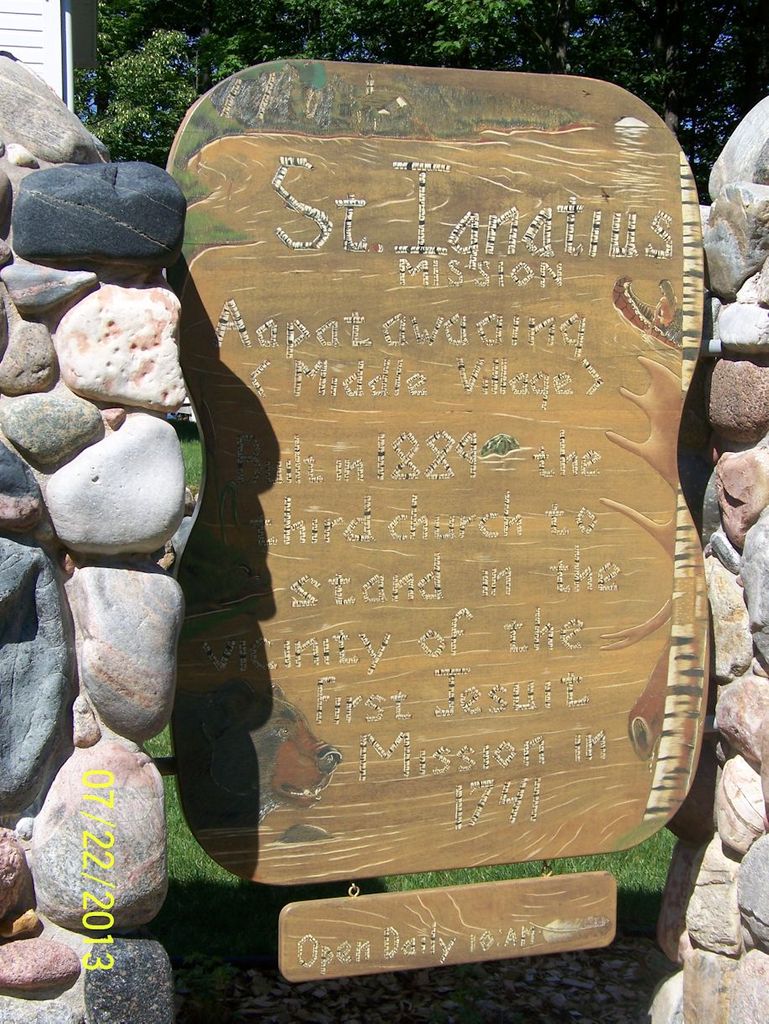 St. Ignatius
Mission
Aapatawaaing
< Middle Village >
Built in 1889 the
third church to
stand in the
vicinity of the
First Jesuit
Mission in
1741
Open Daily 10:AM
07/22/2013